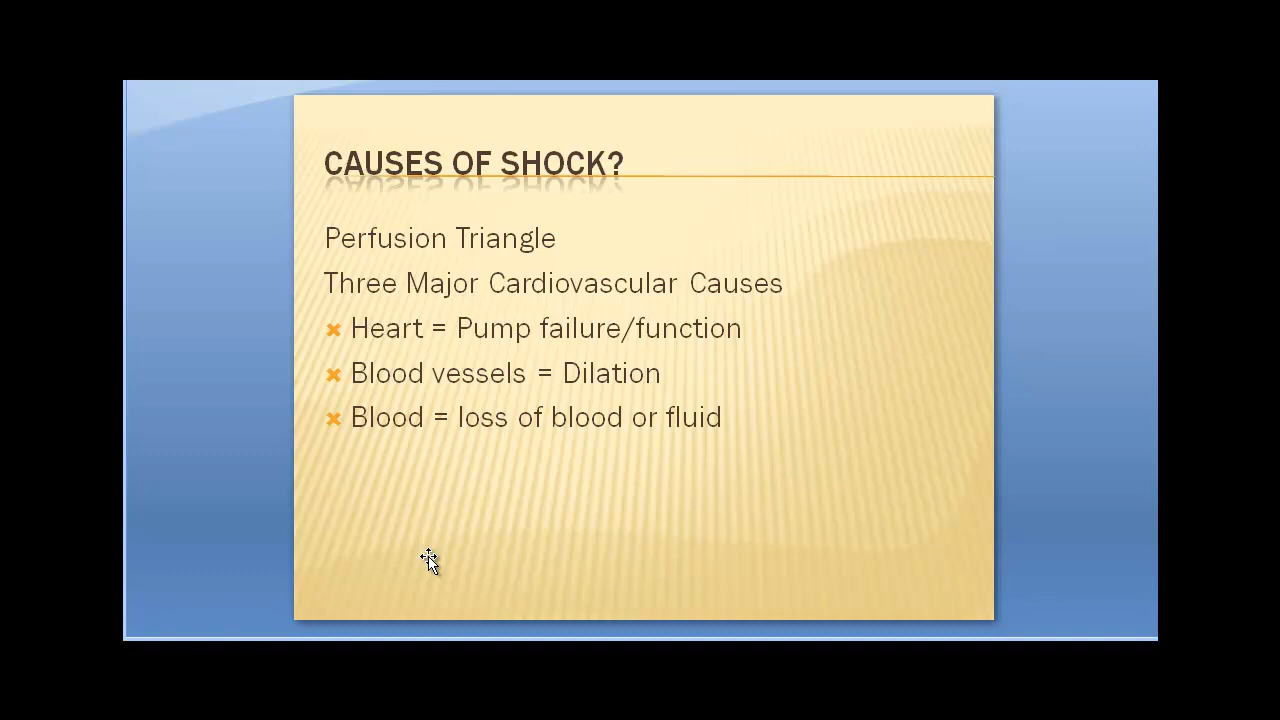 CAUSES OF SHOCK?
Perfusion Triangle
Three Major Cardiovascular Causes
Heart = Pump failure/function
Blood vessels = Dilation
Blood = loss of blood or fluid